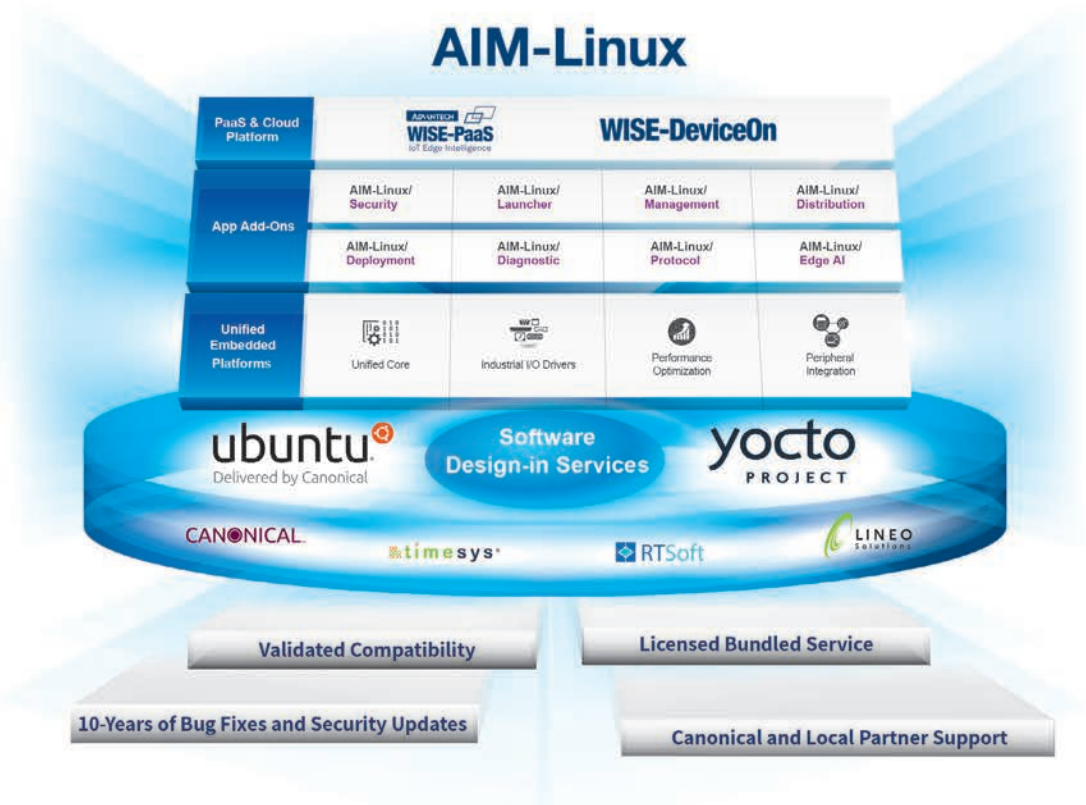 AIM-Linux
PaaS & Cloud
Platform
ADVANTECH
WISE-PaaS
IoT Edge Intelligence
WISE-DeviceOn
App Add-Ons
AIM-Linux/
Security
AIM-Linux/
Launcher
AIM-Linux/
Management
AIM-Linux/
Distribution
AIM-Linux/
Deployment
AIM-Linux/
Diagnostic
AIM-Linux/
Protocol
AIM-Linux/
Edge AI
Unified
Embedded
Platforms
Unified Core
Industrial I/O Drivers
Performance
Optimization
Peripheral
Integration
ubuntu
Delivered by Canonical
Software
Design-in Services
yocto
PROJECT
CANONICAL
timesys
RTSoft
LINEO
Solutions
Validated Compatibility
Licensed Bundled Service
10-Years of Bug Fixes and Security Updates
Canonical and Local Partner Support